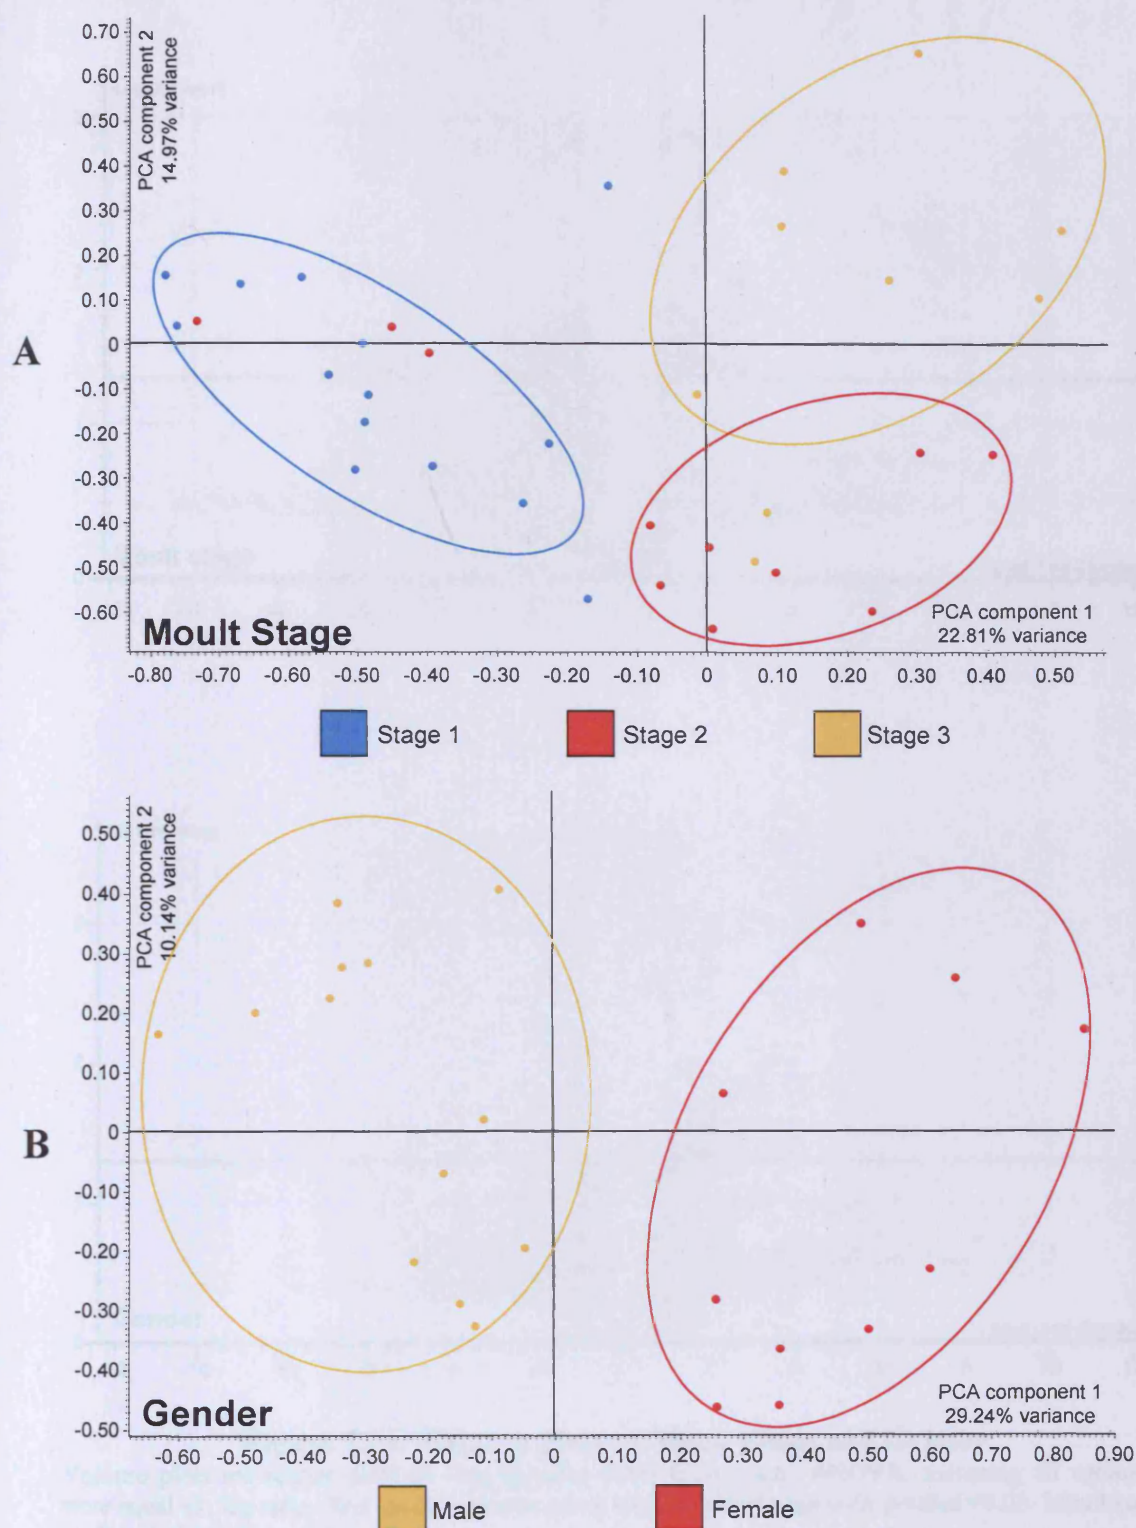 A
PCA component 2
14.97% variance
0.70
0.60
0.50
0.40
0.30
0.20
0.10
0
-0.10
-0.20
-0.30
-0.40
-0.50
-0.60
Moult Stage
PCA component 1
22.81% variance
-0.80 -0.70 -0.60 -0.50 -0.40 -0.30 -0.20 -0.10 0 0.10 0.20 0.30 0.40 0.50
Stage 1 Stage 2 Stage 3
B
PCA component 2
10.14% variance
0.50
0.40
0.30
0.20
0.10
0
-0.10
-0.20
-0.30
-0.40
-0.50
Gender
PCA component 1
29.24% variance
-0.60 -0.50 -0.40 -0.30 -0.20 -0.10 0 0.10 0.20 0.30 0.40 0.50 0.60 0.70 0.80 0.90
Male Female